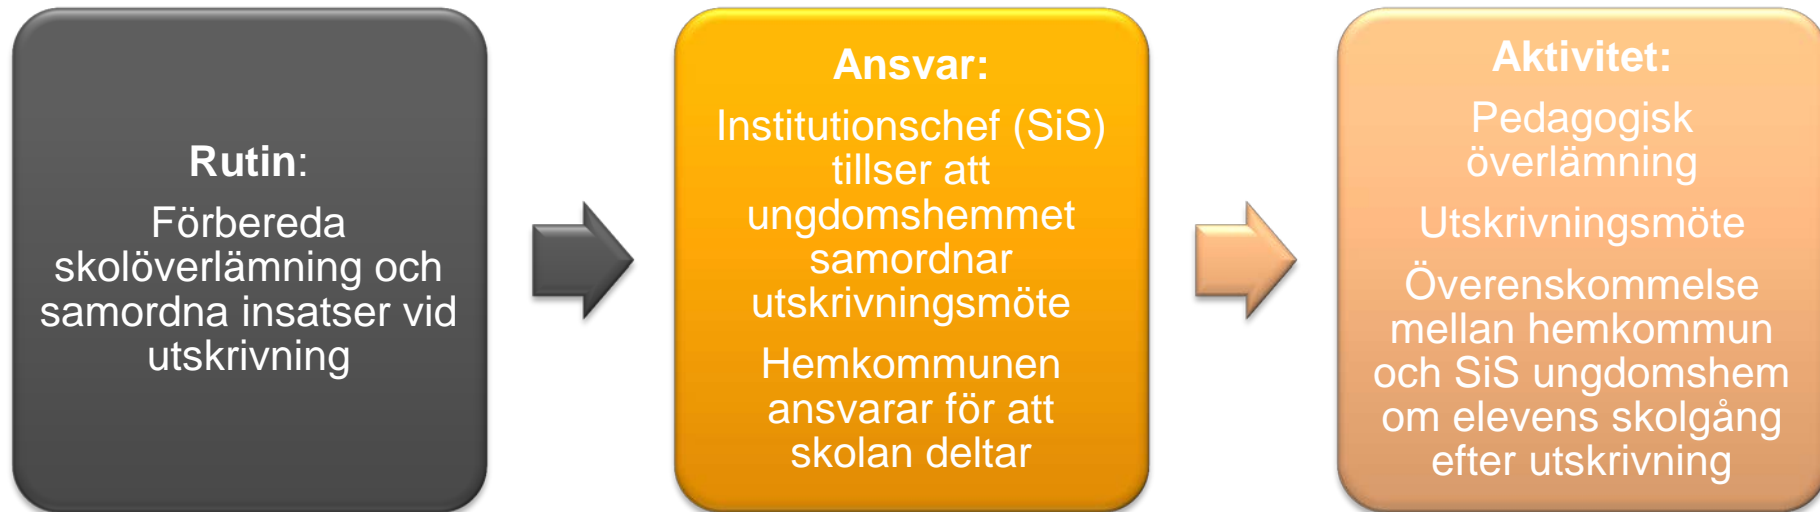 Rutin:
Förbereda
skolöverlämning och
samordna insatser vid
utskrivning
Ansvar:
Institutionschef (SiS)
tillser att
ungdomshemmet
samordnar
utskrivningsmöte
Hemkommunen
ansvarar för att
skolan deltar
Aktivitet:
Pedagogisk
överlämning
Utskrivningsmöte
Överenskommelse
mellan hemkommun
och SiS ungdomshem
om elevens skolgång
efter utskrivning